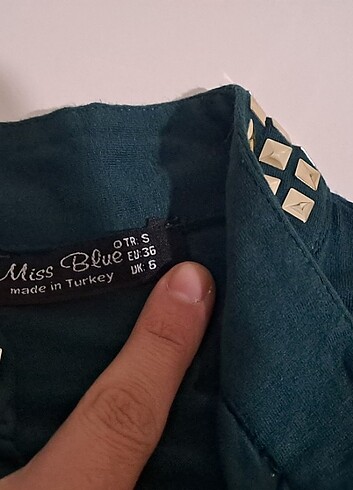 Miss Blue
made in Turkey
TR: S
EU: 36
UK: 6